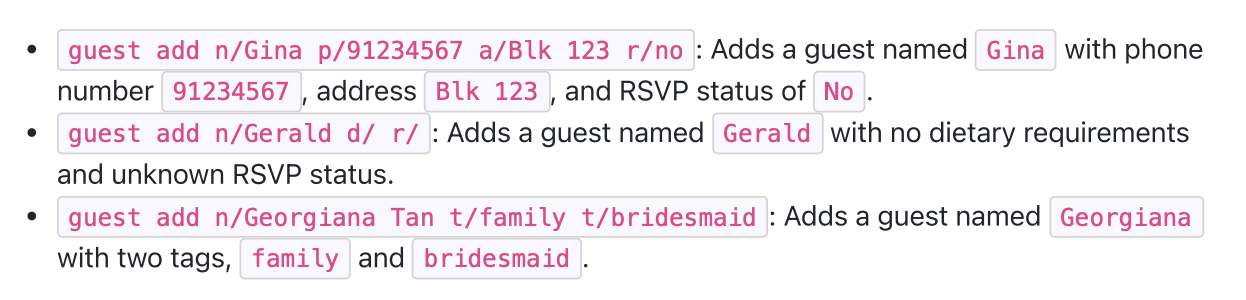 • guest add n/Gina p/91234567 a/Blk 123 r/no : Adds a guest named Gina with phone
number 91234567 , address Blk 123 , and RSVP status of No .
• guest add n/Gerald d/ r/ : Adds a guest named Gerald with no dietary requirements
and unknown RSVP status.
• guest add n/Georgiana Tan t/family t/bridesmaid : Adds a guest named Georgiana
with two tags, family and bridesmaid .